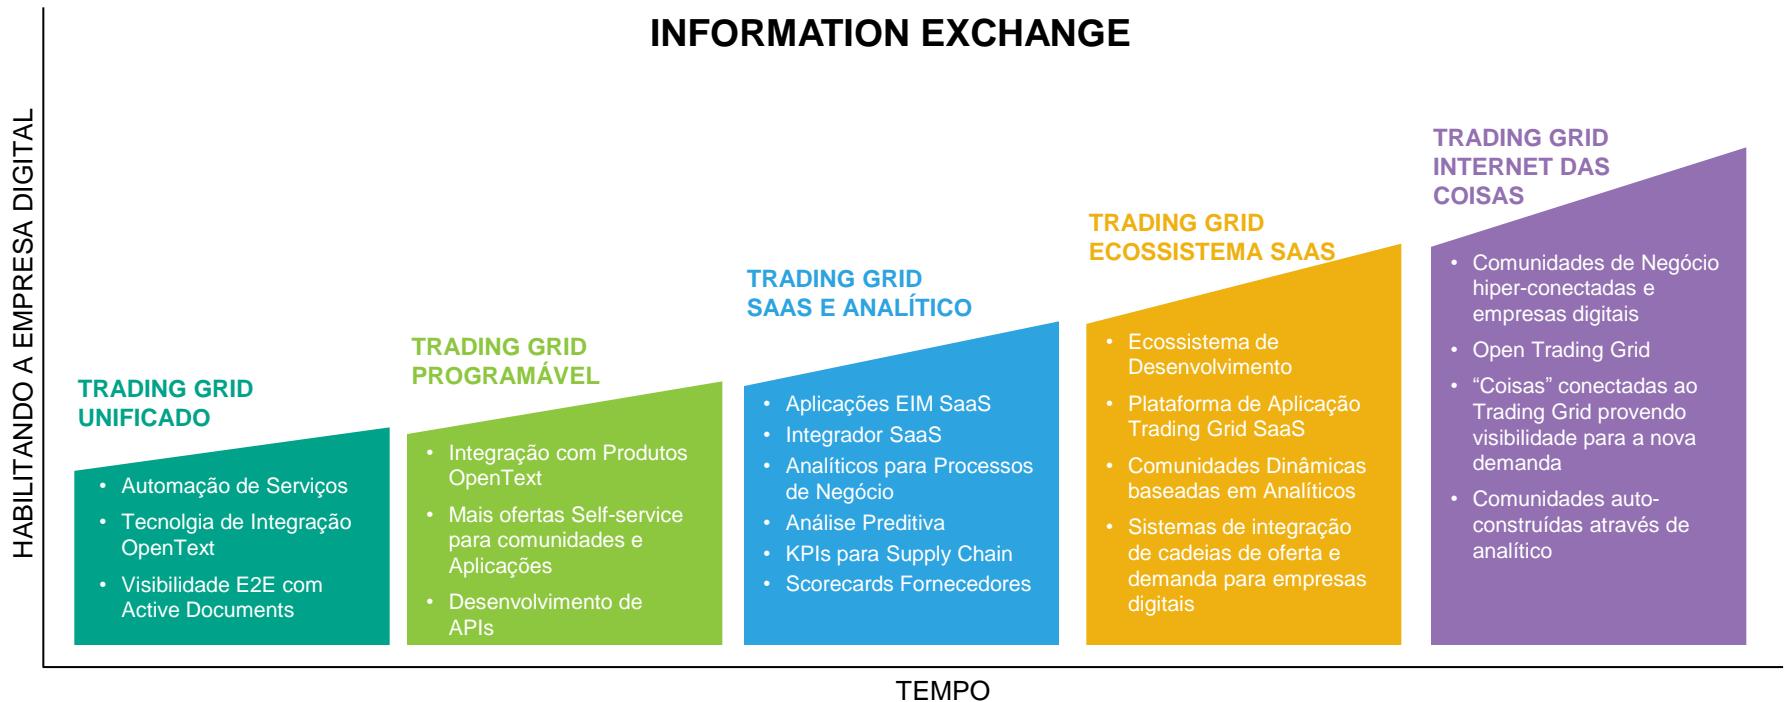 INFORMATION EXCHANGE
HABILITANDO A EMPRESA DIGITAL
TRADING GRID
UNIFICADO
• Automação de Serviços
• Tecnolgia de Integração
OpenText
• Visibilidade E2E com
Active Documents
TRADING GRID
PROGRAMÁVEL
• Integração com Produtos
OpenText
• Mais ofertas Self-service
para comunidades e
Aplicações
• Desenvolvimento de
APIs
TRADING GRID
SAAS E ANALÍTICO
• Aplicações EIM SaaS
• Integrador SaaS
• Analíticos para Processos
de Negócio
• Análise Preditiva
• KPIs para Supply Chain
• Scorecards Fornecedores
TRADING GRID
ECOSSISTEMA SAAS
• Ecossistema de
Desenvolvimento
• Plataforma de Aplicação
Trading Grid SaaS
• Comunidades Dinâmicas
baseadas em Analíticos
• Sistemas de integração
de cadeias de oferta e
demanda para empresas
digitais
TRADING GRID
INTERNET DAS
COISAS
• Comunidades de Negócio
hiper-conectadas e
empresas digitais
• Open Trading Grid
• “Coisas” conectadas ao
Trading Grid provendo
visibilidade para a nova
demanda
• Comunidades auto-
construídas através de
analítico
TEMPO